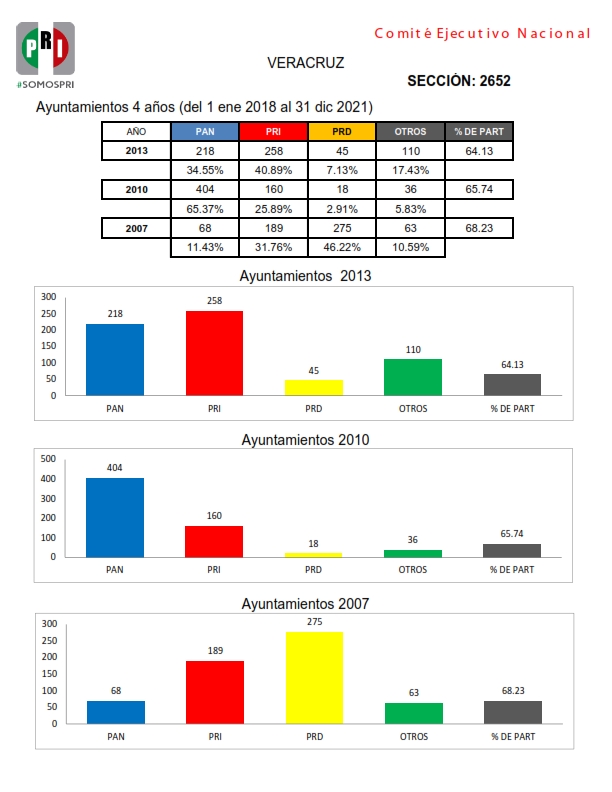 Comité Ejecutivo Nacional
PRI
#SOMOSPRI
VERACRUZ
SECCIÓN: 2652
Ayuntamientos 4 años (del 1 ene 2018 al 31 dic 2021)
AÑO PAN PRI PRD OTROS % DE PART
2013 218 258 45 110 64.13
34.55% 40.89% 7.13% 17.43%
2010 404 160 18 36 65.74
65.37% 25.89% 2.91% 5.83%
2007 68 189 275 63 68.23
11.43% 31.76% 46.22% 10.59%
Ayuntamientos 2013
300
250
200
150
100
50
0
218 258 45 110 64.13
PAN PRI PRD OTROS % DE PART
Ayuntamientos 2010
500
400
300
200
100
0
404 160 18 36 65.74
PAN PRI PRD OTROS % DE PART
Ayuntamientos 2007
300
250
200
150
100
50
0
68 189 275 63 68.23
PAN PRI PRD OTROS % DE PART